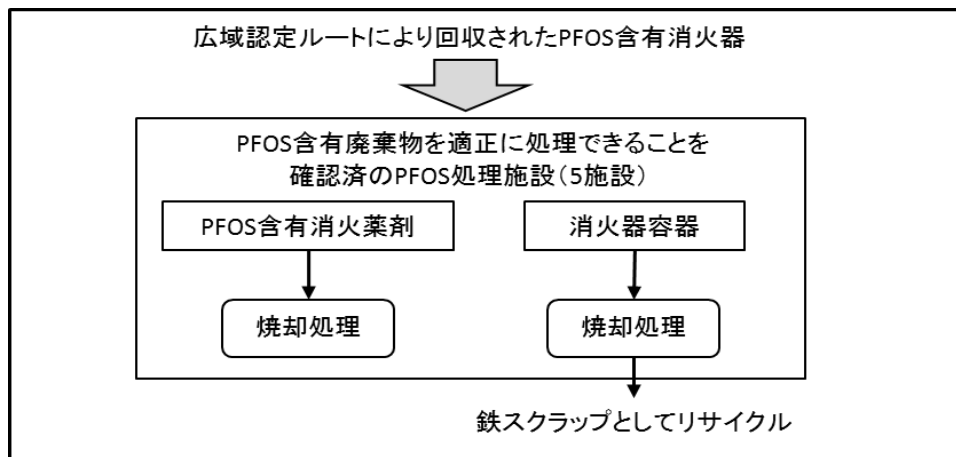 広域認定ルートにより回収されたPFOS含有消火器
PFOS含有廃棄物を適正に処理できることを
確認済のPFOS処理施設（5施設）
PFOS含有消火薬剤
消火器容器
焼却処理
焼却処理
鉄スクラップとしてリサイクル